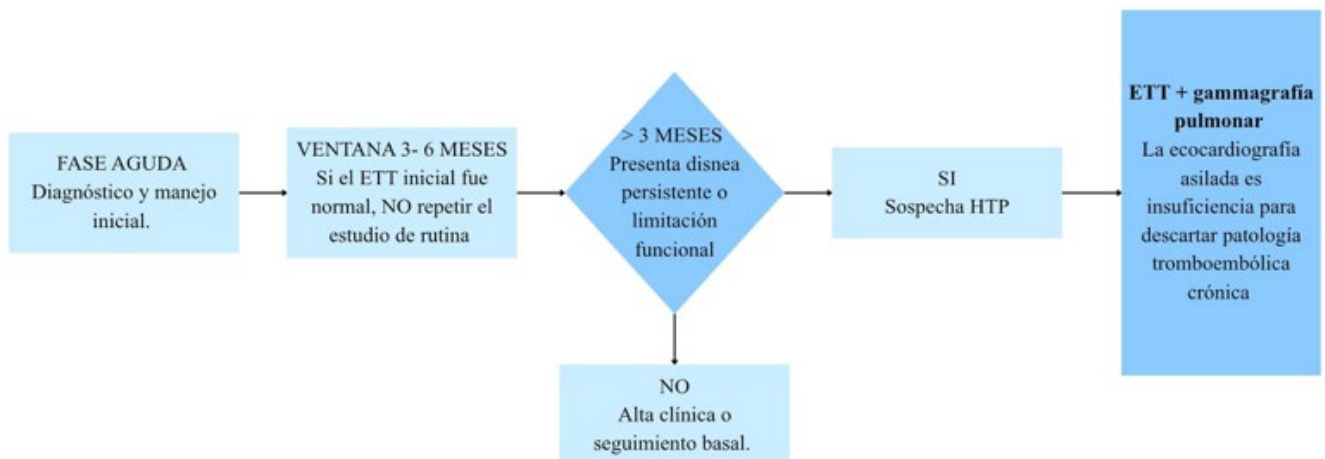 FASE AGUDA
Diagnóstico y manejo
inicial.
VENTANA 3- 6 MESES
Si el ETT inicial fue
normal, NO repetir el
estudio de rutina
> 3 MESES
Presenta disnea
persistente o
limitación
funcional
SI
Sospecha HTP
ETT + gammagrafía
pulmonar
La ecocardiografía
asilada es
insuficiencia para
descartar patología
tromboembólica
crónica
NO
Alta clínica o
seguimiento basal.